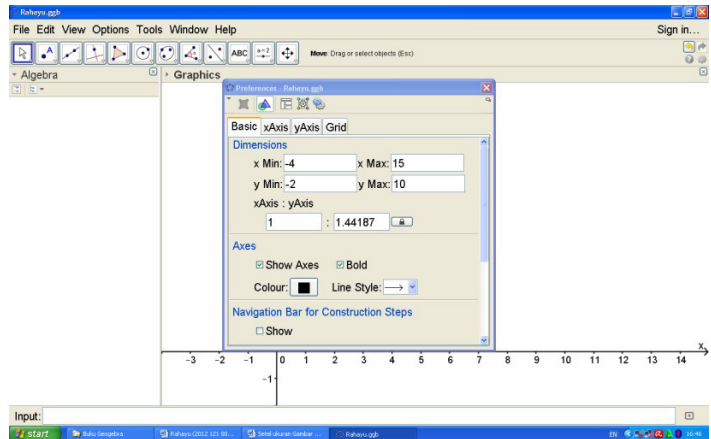 Rahayu.ggb
File Edit View Options Tools Window Help
Sign in...
ABC
a=2
Move: Drag or select objects (Esc)
Algebra
Graphics
Preferences - Rahayu.ggb
Basic xAxis yAxis Grid
Dimensions
x Min: -4 x Max: 15
y Min: -2 y Max: 10
xAxis : yAxis
1 : 1.44187
Axes
Show Axes Bold
Colour: Line Style:
Navigation Bar for Construction Steps
Show
x
-3 -2 -1 0 1 2 3 4 5 6 7 8 9 10 11 12 13 14
-1
Input:
start Buku Geogebra Rahayu (2012 121 Setel ukuran Gambar ... Rahayu.ggb EN 16:46